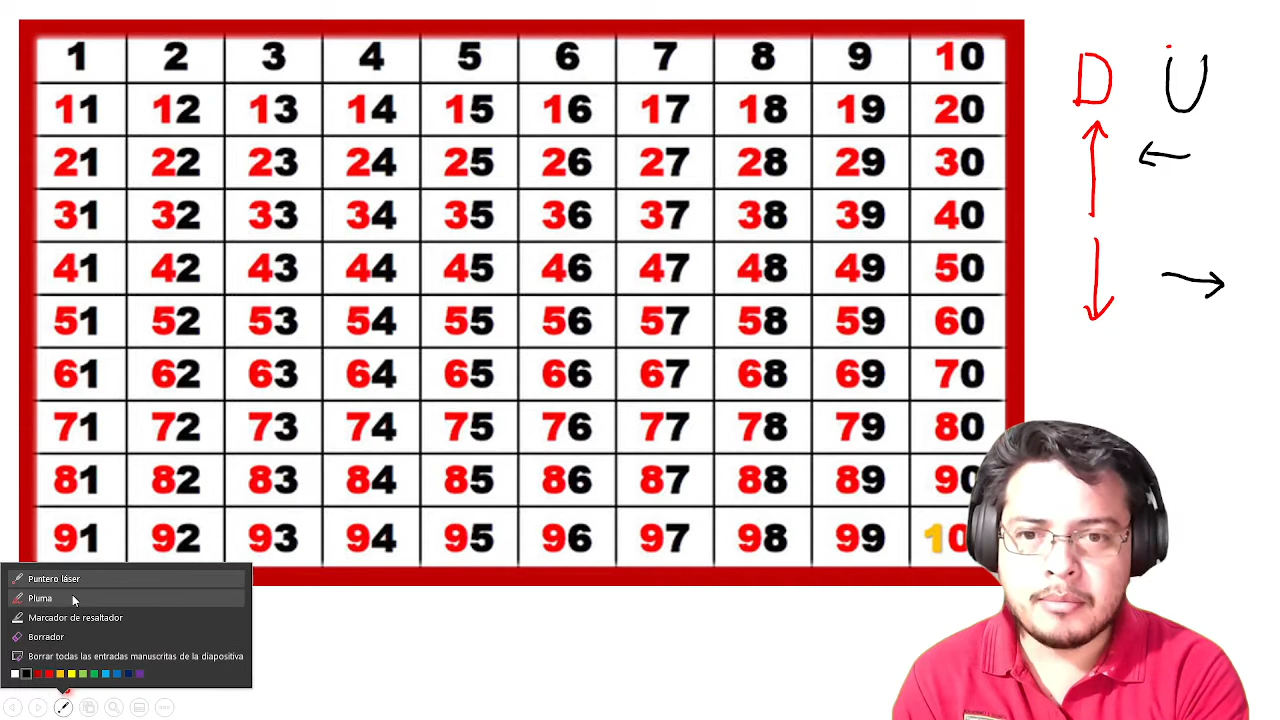 1 2 3 4 5 6 7 8 9 10
11 12 13 14 15 16 17 18 19 20
21 22 23 24 25 26 27 28 29 30
31 32 33 34 35 36 37 38 39 40
41 42 43 44 45 46 47 48 49 50
51 52 53 54 55 56 57 58 59 60
61 62 63 64 65 66 67 68 69 70
71 72 73 74 75 76 77 78 79 80
81 82 83 84 85 86 87 88 89 90
91 92 93 94 95 96 97 98 99 10
D U
Puntero láser
Pluma
Marcador de resaltador
Borrador
Borrar todas las entradas manuscritas de la diapositiva